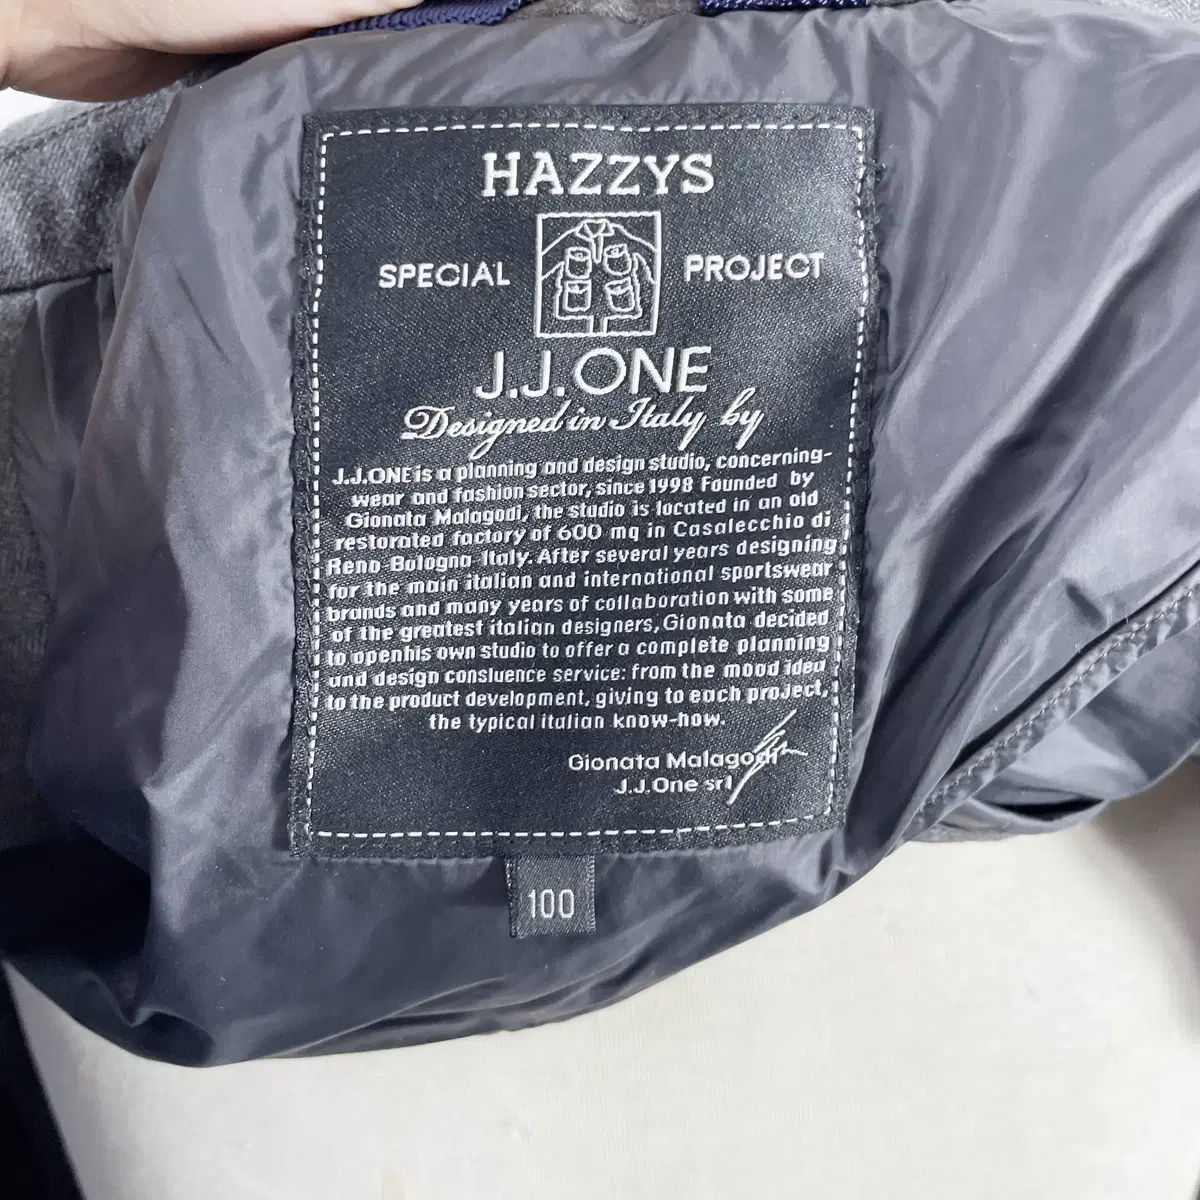 HAZZYS
SPECIAL PROJECT
J.J.ONE
Designed in Italy by
J.J.ONE is a planning and design studio, concerning-
wear and fashion sector, since 1998 Founded by
Gionata Malagodi, the studio is located in an old
restorated factory of 600 mq in Casalecchio di
Reno Bologna Italy. After several years designing
for the main italian and international sportswear
brands and many years of collaboration with some
of the greatest italian designers, Gionata decided
to openhis own studio to offer a complete planning
and design consluence service: from the mood idea
to the product development, giving to each project,
the typical italian know-how.
Gionata Malagodi
J.J.One srl
100